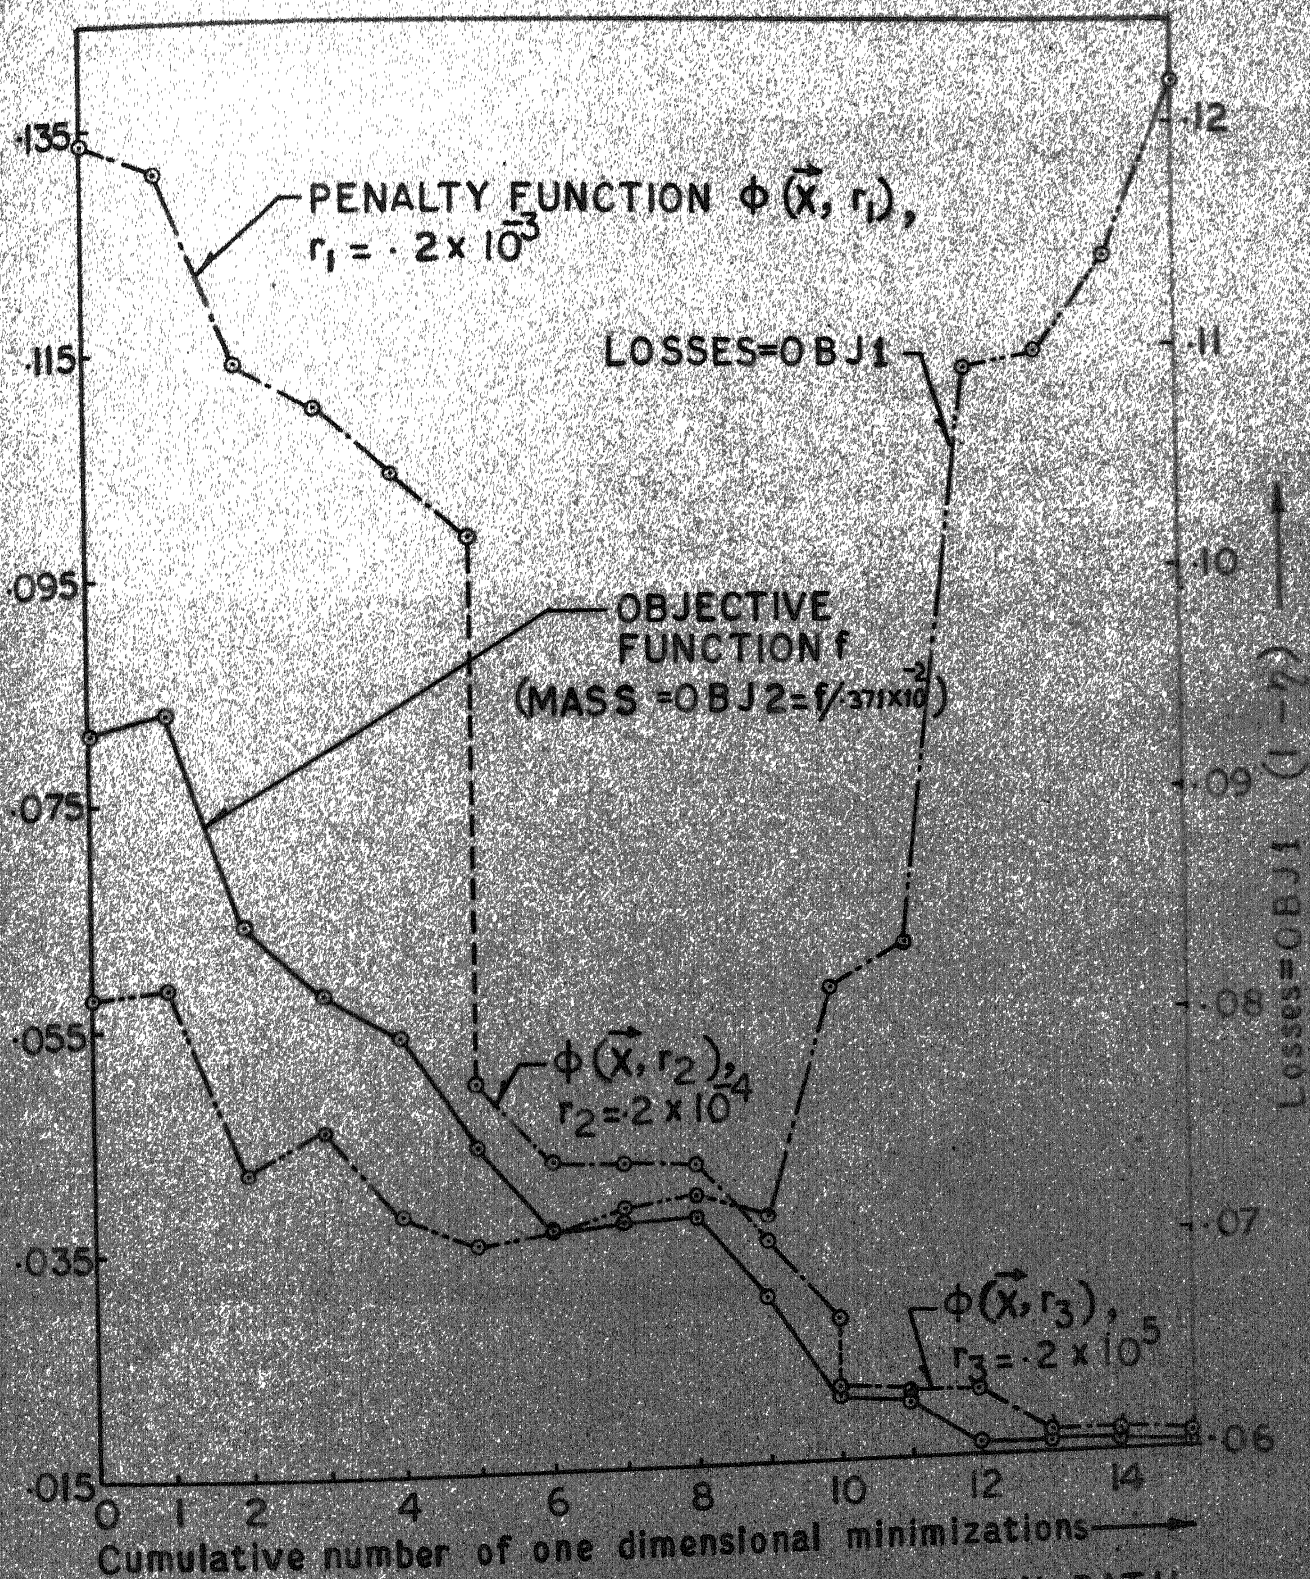 .135
.115
.095
.075
.055
.035
.015
PENALTY FUNCTION ϕ (x⃗, r₁),
r₁ = .2 x 10⁻³
LOSSES=OBJ1
OBJECTIVE
FUNCTION f
(MASS =OBJ2=f/.371x10⁻²)
ϕ(x⃗, r₂),
r₂=.2 x 10⁻⁴
ϕ(x⃗, r₃),
r₃=.2 x 10⁵
.12
.11
.10
.09
.08
.07
.06
Losses=OBJ1 (1-η)
0 1 2 4 6 8 10 12 14
Cumulative number of one dimensional minimizations